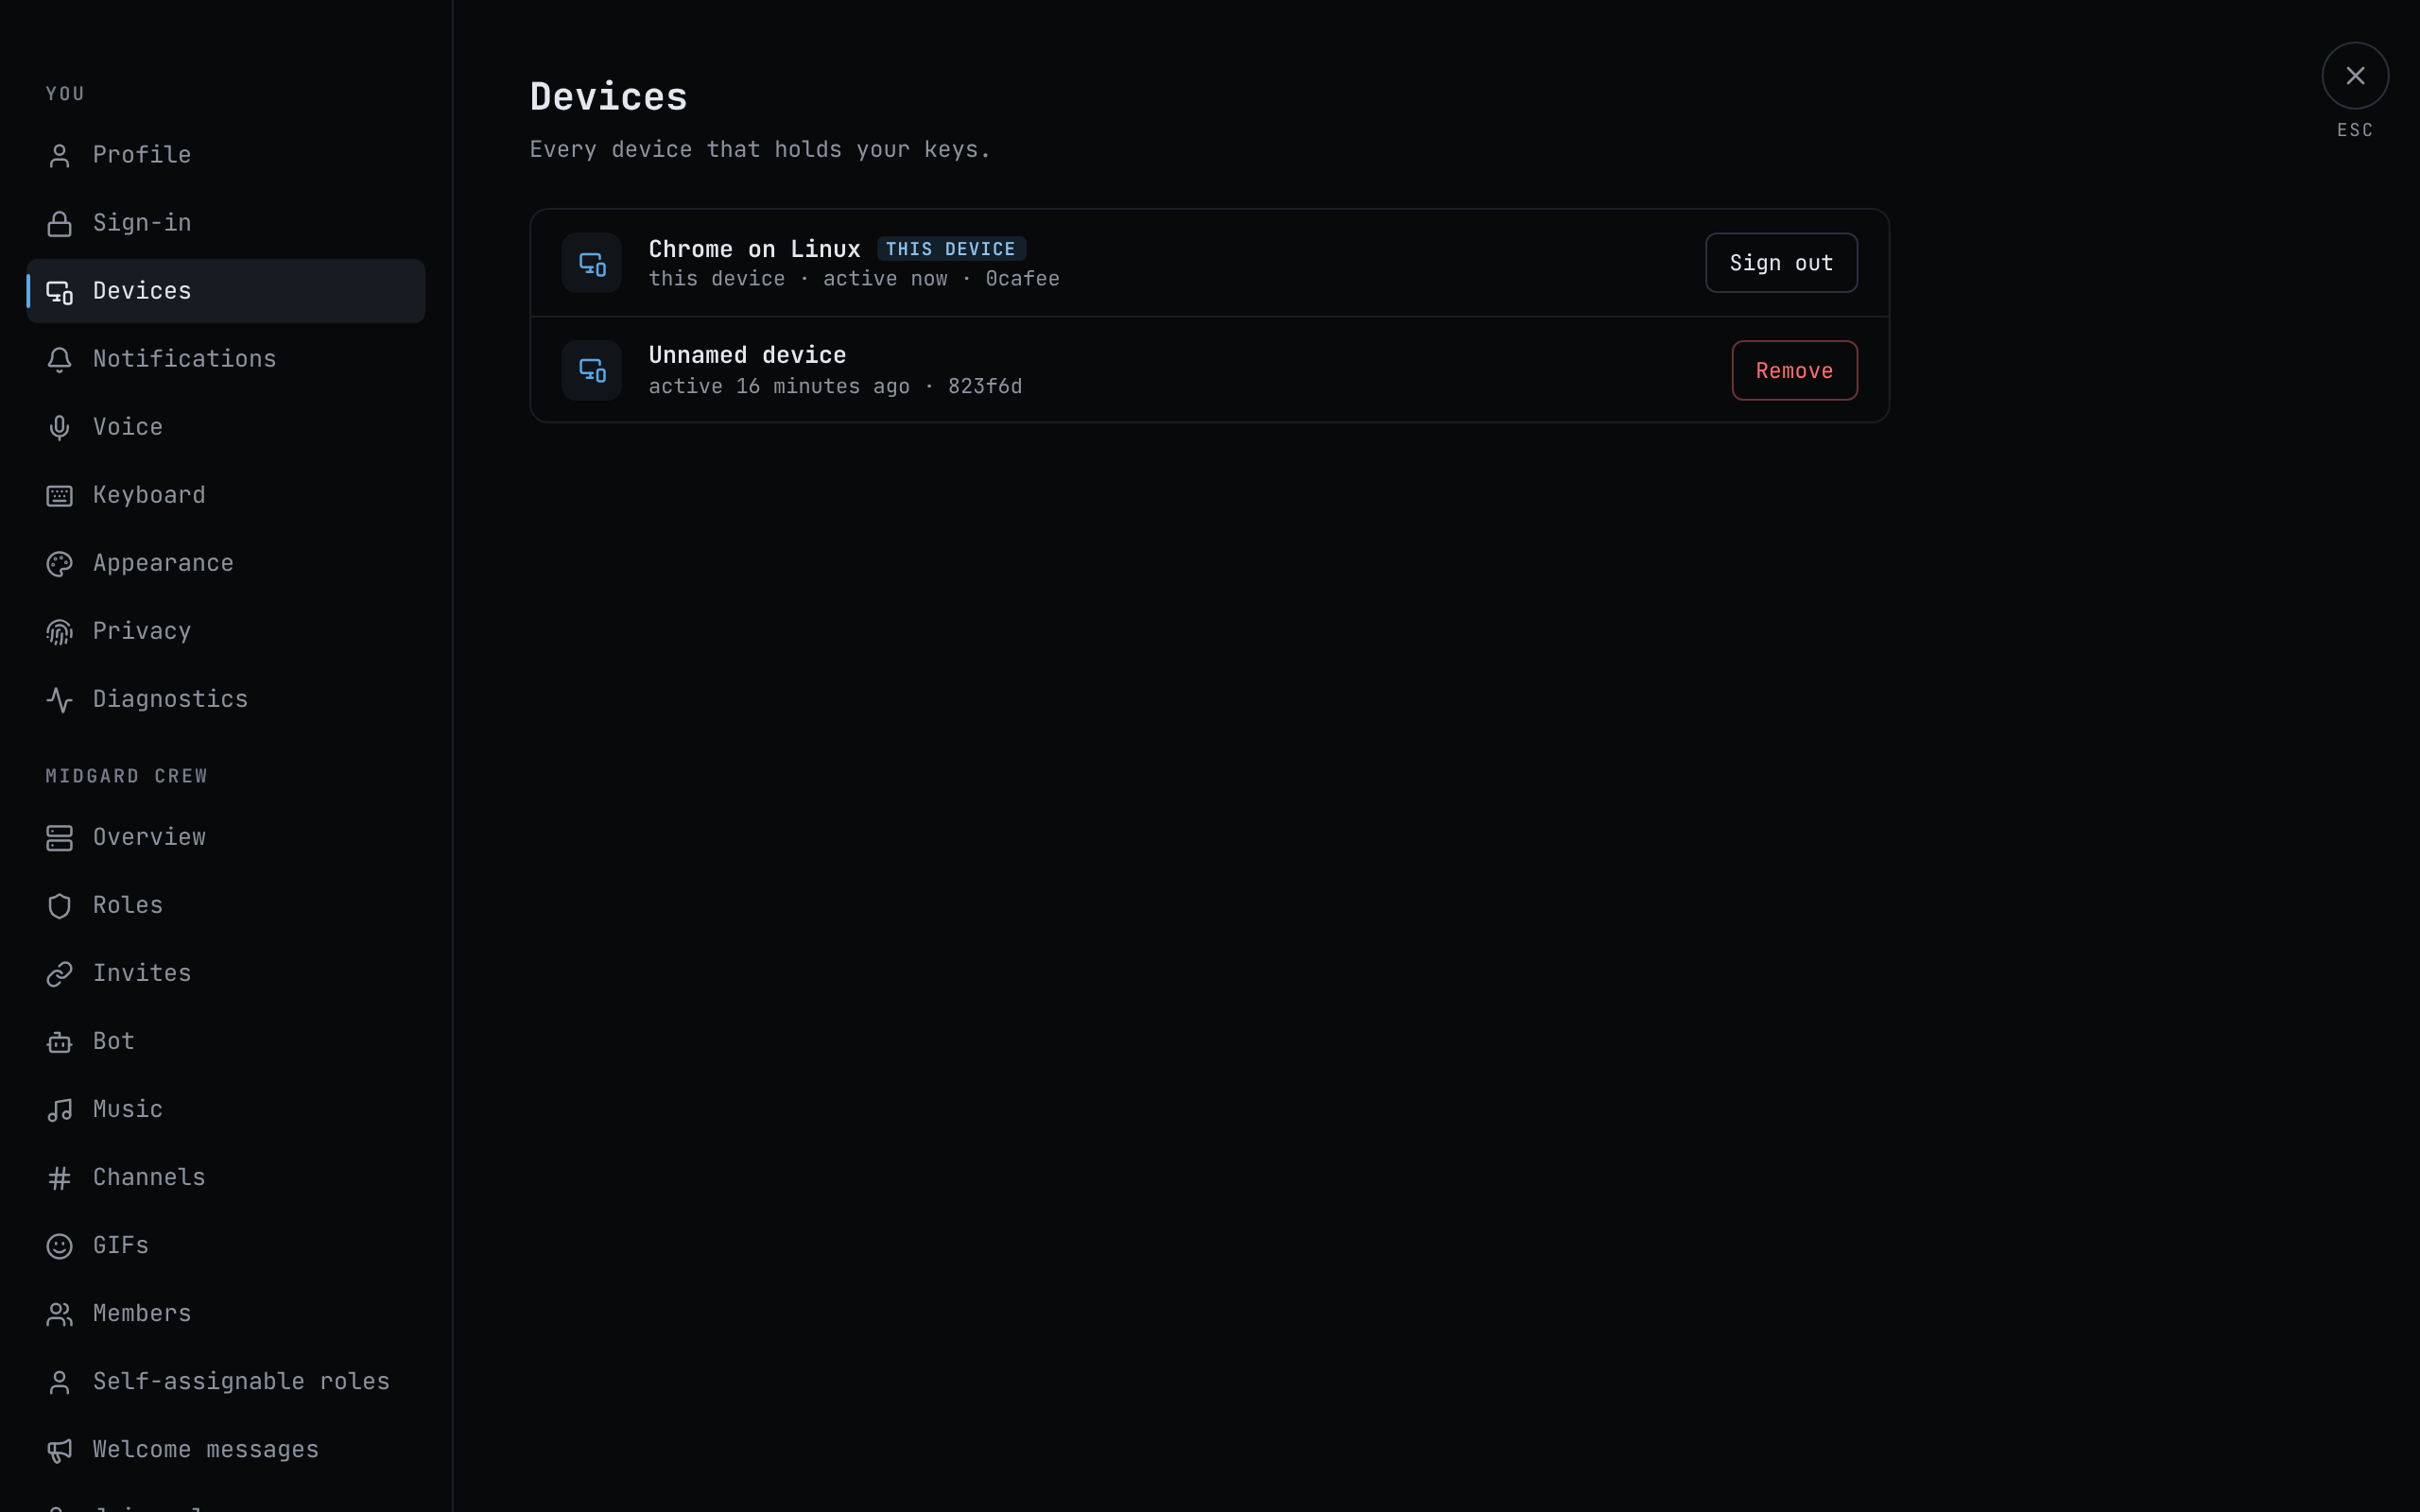 YOU
Profile
Sign-in
Devices
Notifications
Voice
Keyboard
Appearance
Privacy
Diagnostics
MIDGARD CREW
Overview
Roles
Invites
Bot
Music
Channels
GIFs
Members
Self-assignable roles
Welcome messages
Devices
Every device that holds your keys.
Chrome on Linux THIS DEVICE
this device · active now · 0cafee
Sign out
Unnamed device
active 16 minutes ago · 823f6d
Remove
ESC